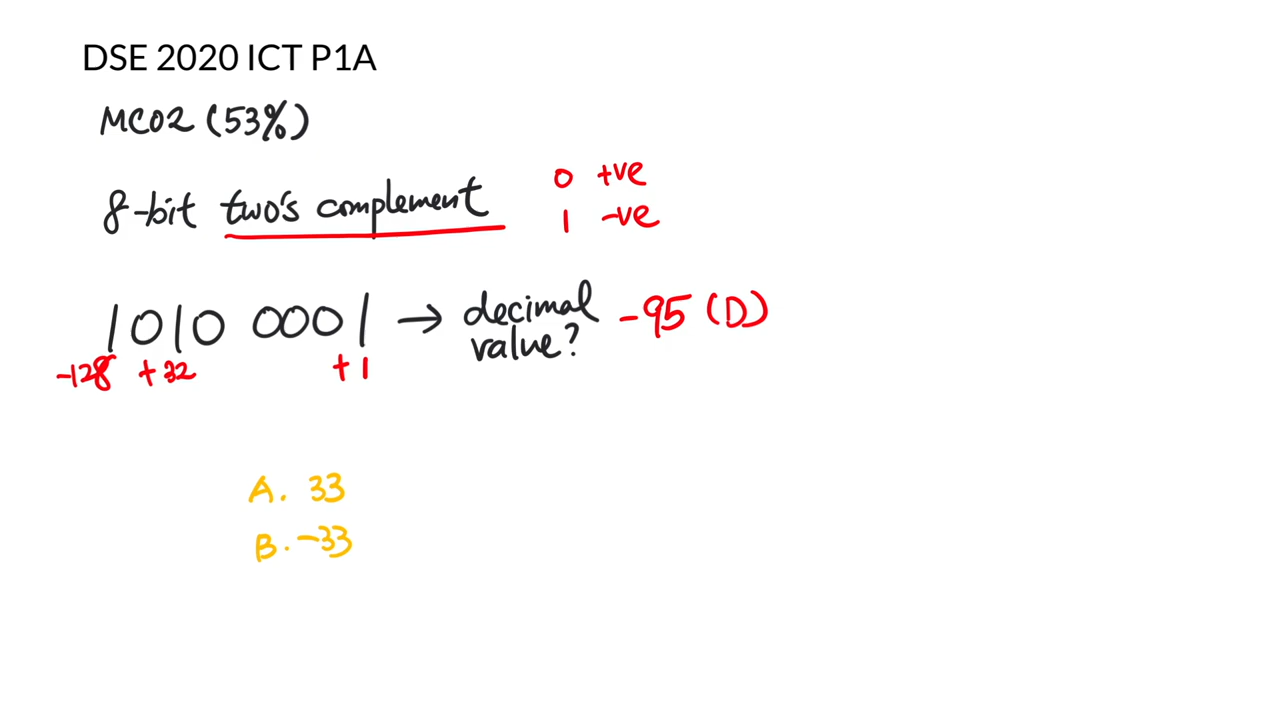 DSE 2020 ICT P1A
MC02 (53%)
8-bit two's complement
0 +ve
1 -ve
1010 0001 → decimal value? -95 (D)
-128 +32 +1
A. 33
B. -33